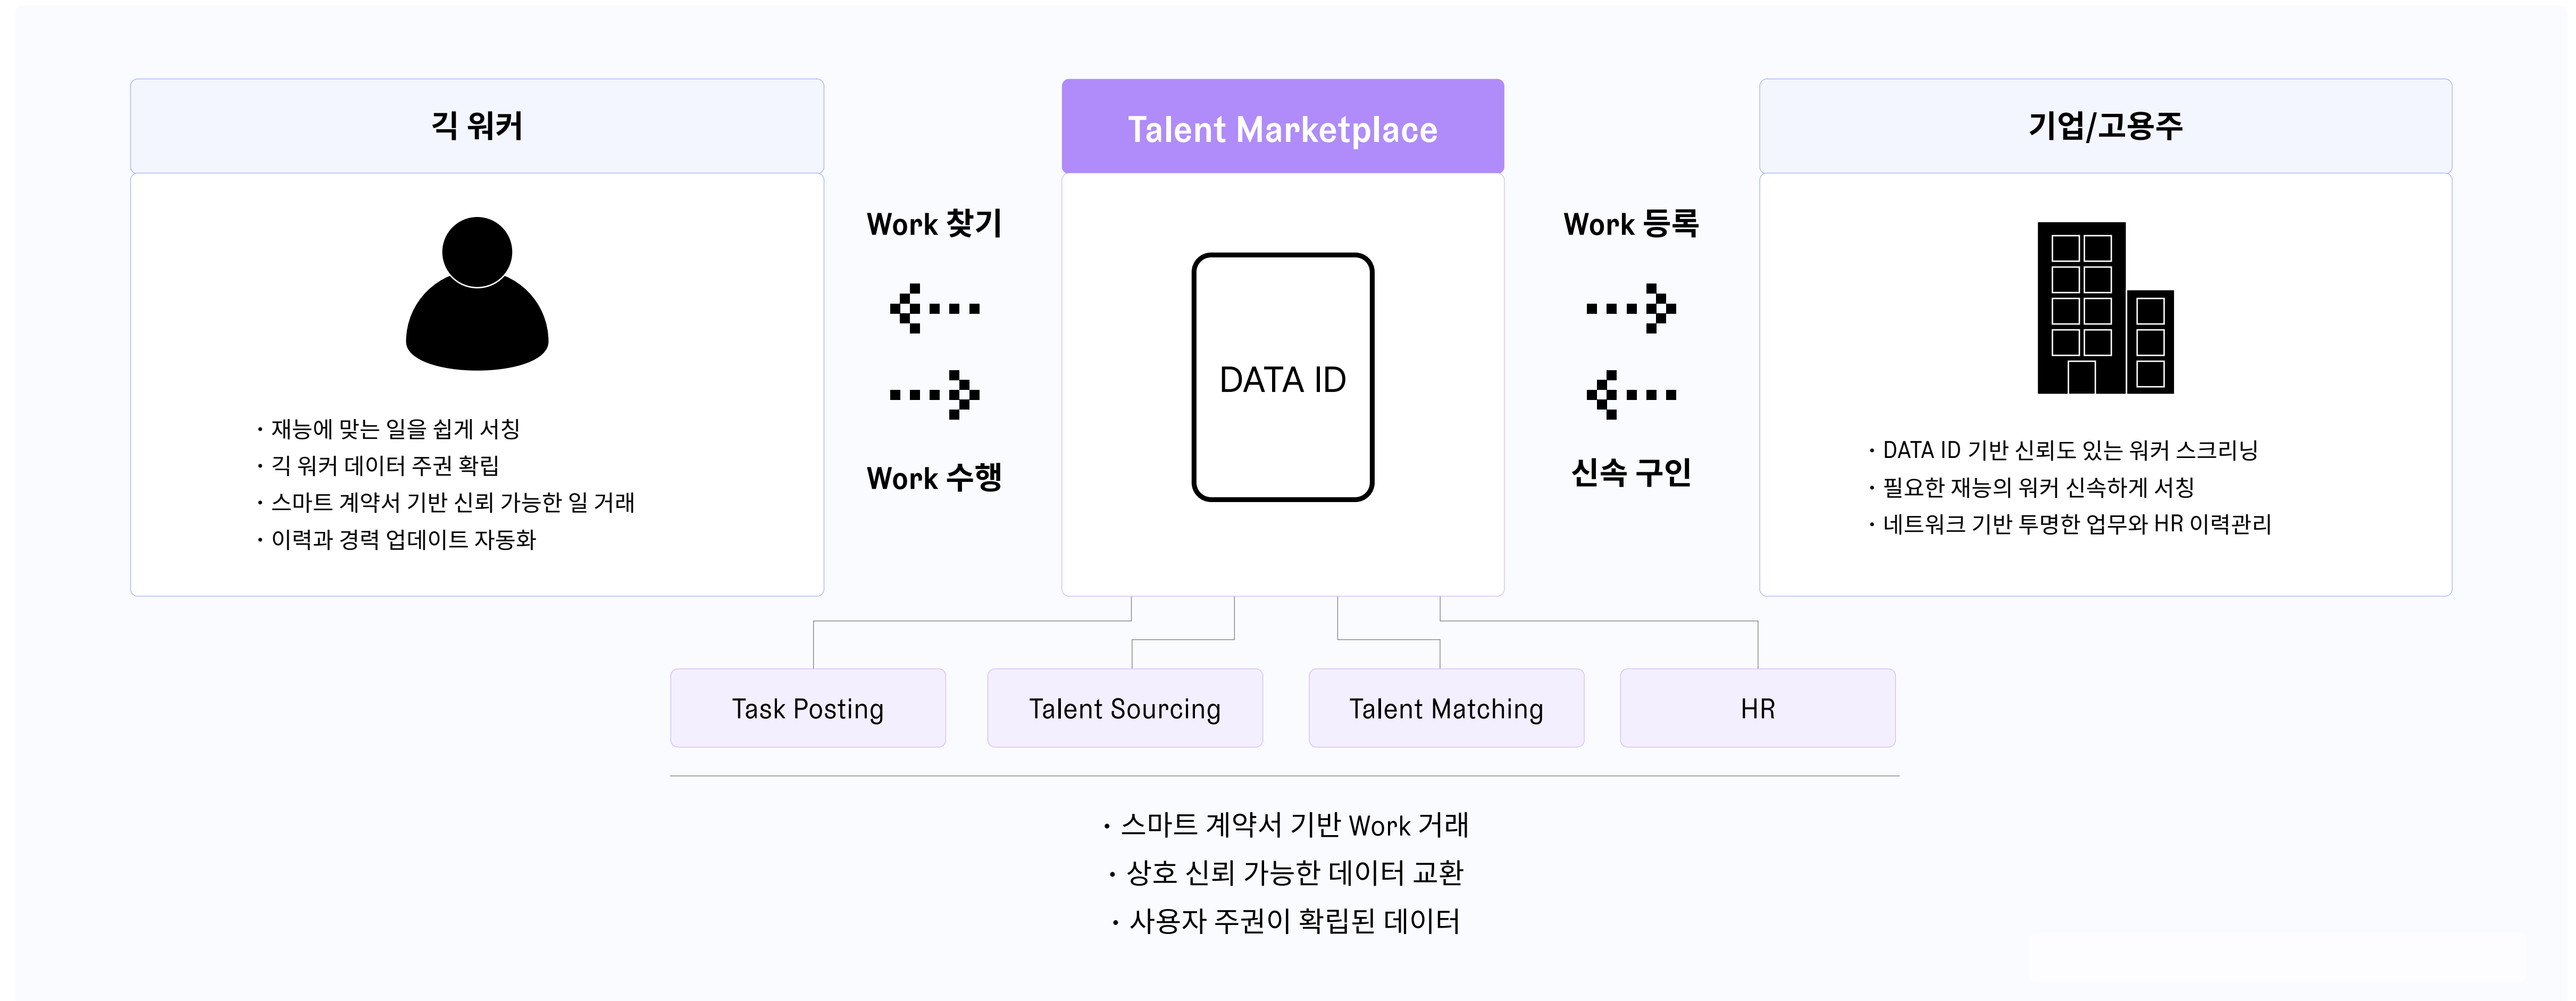 긱 워커
· 재능에 맞는 일을 쉽게 서칭
· 긱 워커 데이터 주권 확립
· 스마트 계약서 기반 신뢰 가능한 일 거래
· 이력과 경력 업데이트 자동화
Work 찾기
Work 수행
Talent Marketplace
DATA ID
Work 등록
신속 구인
기업/고용주
· DATA ID 기반 신뢰도 있는 워커 스크리닝
· 필요한 재능의 워커 신속하게 서칭
· 네트워크 기반 투명한 업무와 HR 이력관리
Task Posting
Talent Sourcing
Talent Matching
HR
· 스마트 계약서 기반 Work 거래
· 상호 신뢰 가능한 데이터 교환
· 사용자 주권이 확립된 데이터